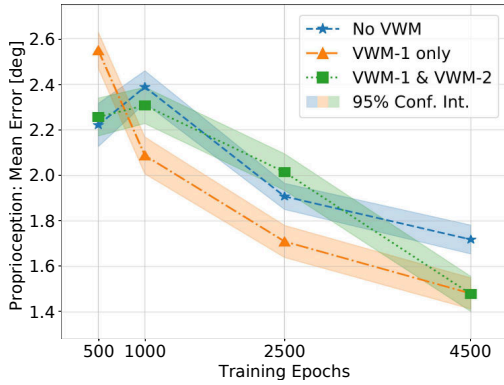 No VWM
VWM-1 only
VWM-1 & VWM-2
95% Conf. Int.
Proprioception: Mean Error [deg]
2.6
2.4
2.2
2.0
1.8
1.6
1.4
500 1000 2500 4500
Training Epochs